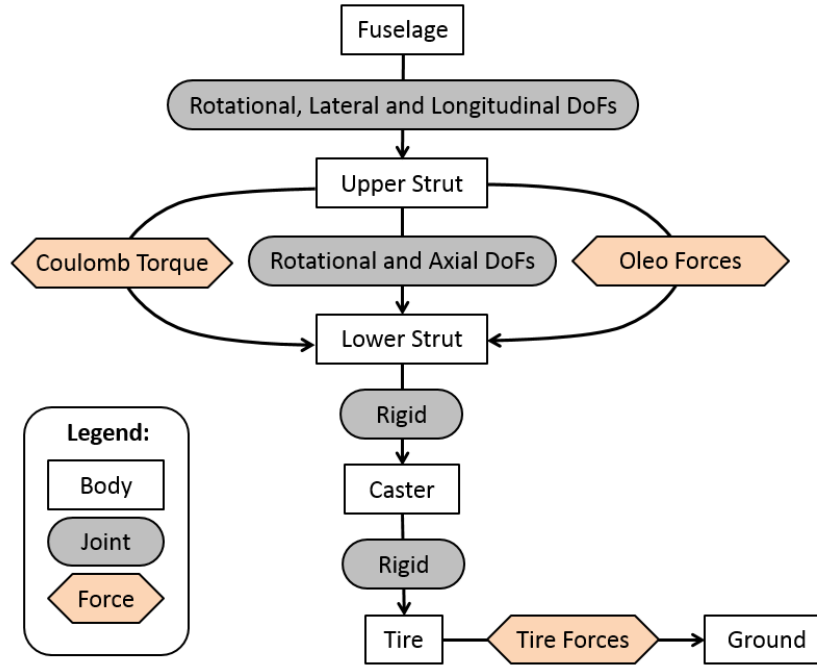 Fuselage
Rotational, Lateral and Longitudinal DoFs
Upper Strut
Coulomb Torque
Rotational and Axial DoFs
Oleo Forces
Lower Strut
Rigid
Legend:
Body
Joint
Force
Caster
Rigid
Tire
Tire Forces
Ground